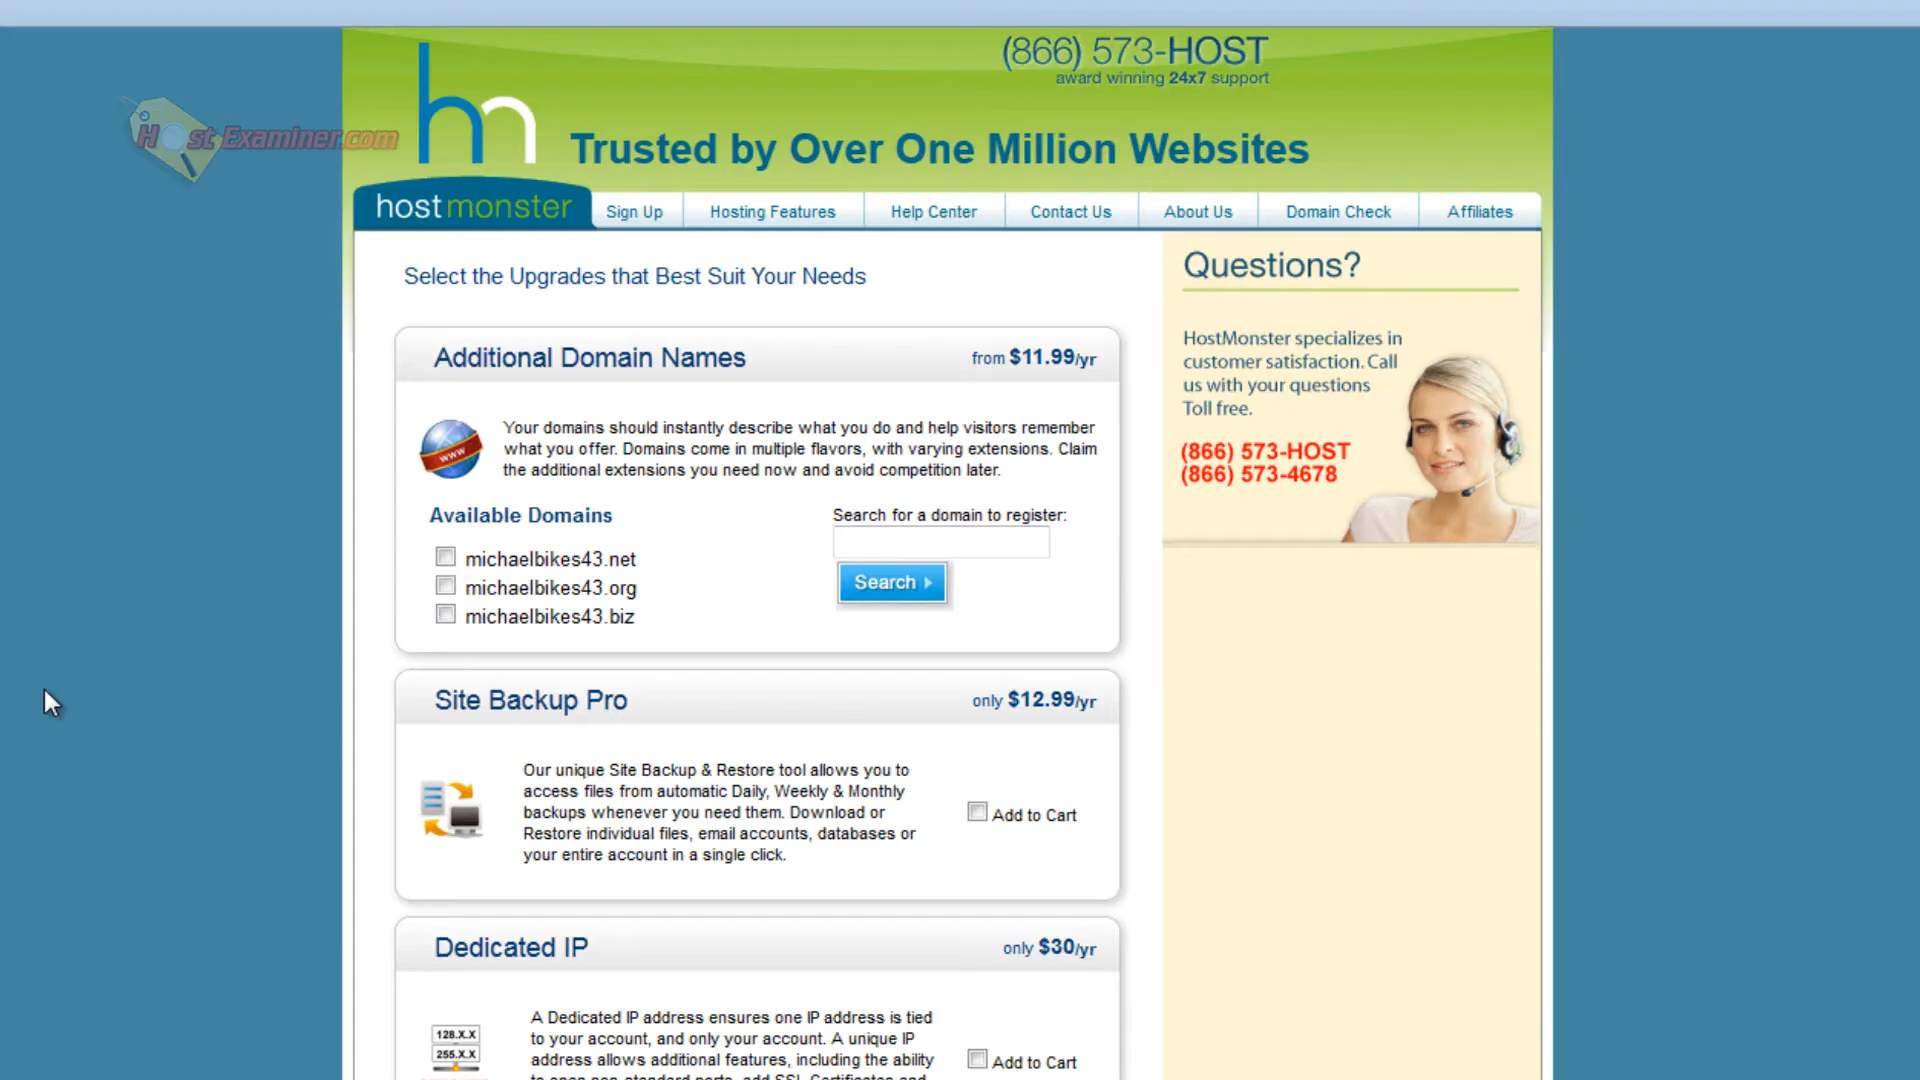 (866) 573-HOST
award winning 24x7 support
HostExaminer.com
hm
Trusted by Over One Million Websites
hostmonster
Sign Up
Hosting Features
Help Center
Contact Us
About Us
Domain Check
Affiliates
Select the Upgrades that Best Suit Your Needs
Additional Domain Names
from $11.99/yr
www
Your domains should instantly describe what you do and help visitors remember
what you offer. Domains come in multiple flavors, with varying extensions. Claim
the additional extensions you need now and avoid competition later.
Available Domains
michaelbikes43.net
michaelbikes43.org
michaelbikes43.biz
Search for a domain to register:
Search
Site Backup Pro
only $12.99/yr
Our unique Site Backup & Restore tool allows you to
access files from automatic Daily, Weekly & Monthly
backups whenever you need them. Download or
Restore individual files, email accounts, databases or
your entire account in a single click.
Add to Cart
Dedicated IP
only $30/yr
128.X.X
255.X.X
A Dedicated IP address ensures one IP address is tied
to your account, and only your account. A unique IP
address allows additional features, including the ability
to open non-standard ports, add SSL Certificates and
Add to Cart
Questions?
HostMonster specializes in
customer satisfaction. Call
us with your questions
Toll free.
(866) 573-HOST
(866) 573-4678